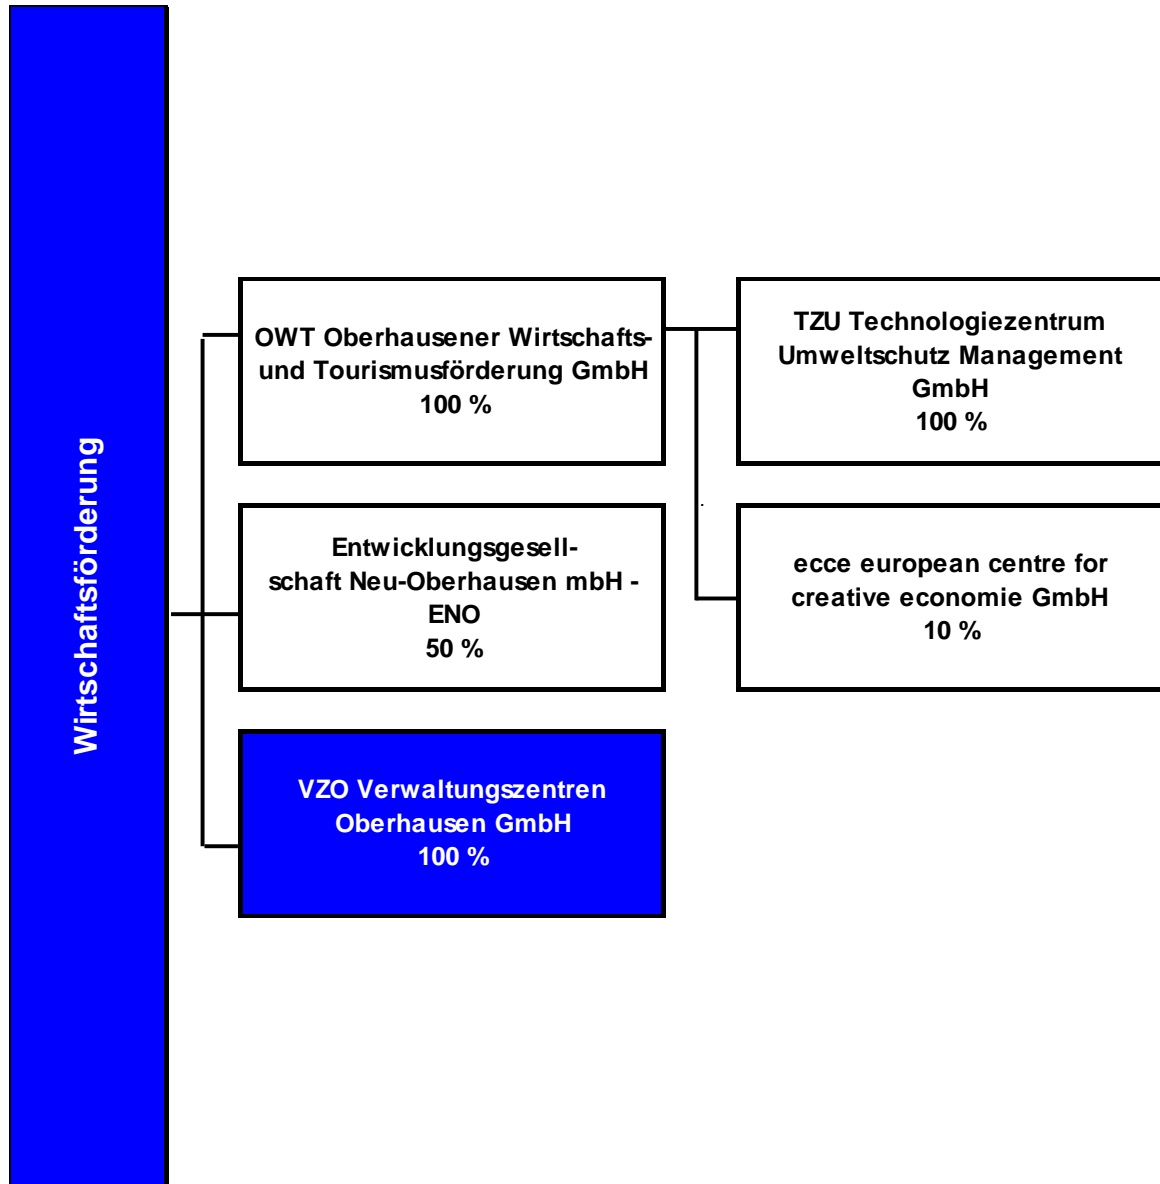 Wirtschaftsförderung
OWT Oberhausener Wirtschafts-
und Tourismusförderung GmbH
100 %
TZU Technologiezentrum
Umweltschutz Management
GmbH
100 %
Entwicklungsgesell-
schaft Neu-Oberhausen mbH -
ENO
50 %
ecce european centre for
creative economie GmbH
10 %
VZO Verwaltungszentren
Oberhausen GmbH
100 %